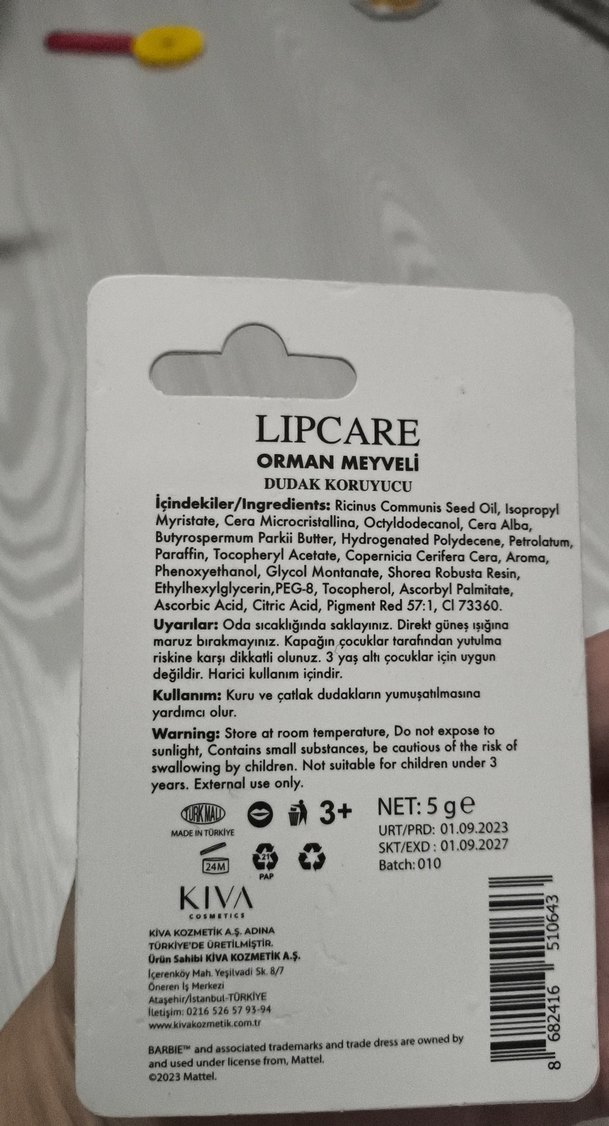 LIPCARE
ORMAN MEYVELİ
DUDAK KORUYUCU
İçindekiler/Ingredients: Ricinus Communis Seed Oil, Isopropyl
Myristate, Cera Microcristallina, Octyldodecanol, Cera Alba,
Butyrospermum Parkii Butter, Hydrogenated Polydecene, Petrolatum,
Paraffin, Tocopheryl Acetate, Copernicia Cerifera Cera, Aroma,
Phenoxyethanol, Glycol Montanate, Shorea Robusta Resin,
Ethylhexylglycerin,PEG-8, Tocopherol, Ascorbyl Palmitate,
Ascorbic Acid, Citric Acid, Pigment Red 57:1, CI 73360.
Uyarılar: Oda sıcaklığında saklayınız. Direkt güneş ışığına
maruz bırakmayınız. Kapağın çocuklar tarafından yutulma
riskine karşı dikkatli olunuz. 3 yaş altı çocuklar için uygun
değildir. Harici kullanım içindir.
Kullanım: Kuru ve çatlak dudakların yumuşatılmasına
yardımcı olur.
Warning: Store at room temperature, Do not expose to
sunlight, Contains small substances, be cautious of the risk of
swallowing by children. Not suitable for children under 3
years. External use only.
TURK MALI
MADE IN TÜRKİYE
3+
NET: 5 g e
URT/PRD: 01.09.2023
SKT/EXD : 01.09.2027
Batch: 010
24M
21
PAP
KIVA
COSMETICS
KİVA KOZMETİK A.Ş. ADINA
TÜRKİYE'DE ÜRETİLMİŞTİR.
Ürün Sahibi KİVA KOZMETİK A.Ş.
İçerenköy Mah. Yeşilvadi Sk. 8/7
Öneren İş Merkezi
Ataşehir/İstanbul-TÜRKİYE
İletişim: 0216 526 57 93-94
www.kivakozmetik.com.tr
BARBIE™ and associated trademarks and trade dress are owned by
and used under license from, Mattel.
©2023 Mattel.
8 682416 510643